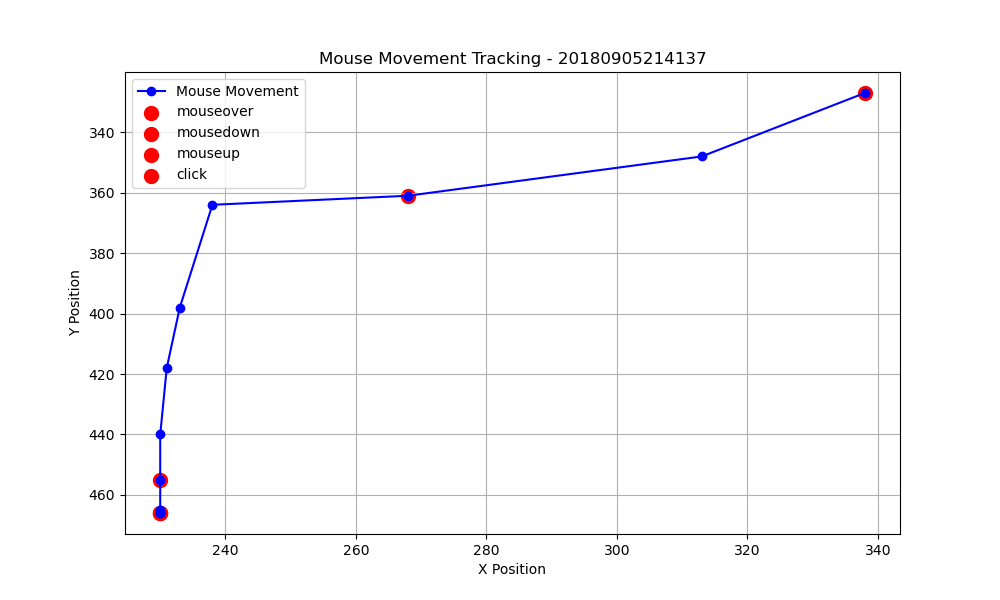 Mouse Movement Tracking - 20180905214137
Mouse Movement
mouseover
mousedown
mouseup
click
340
360
380
400
420
440
460
Y Position
240 260 280 300 320 340
X Position